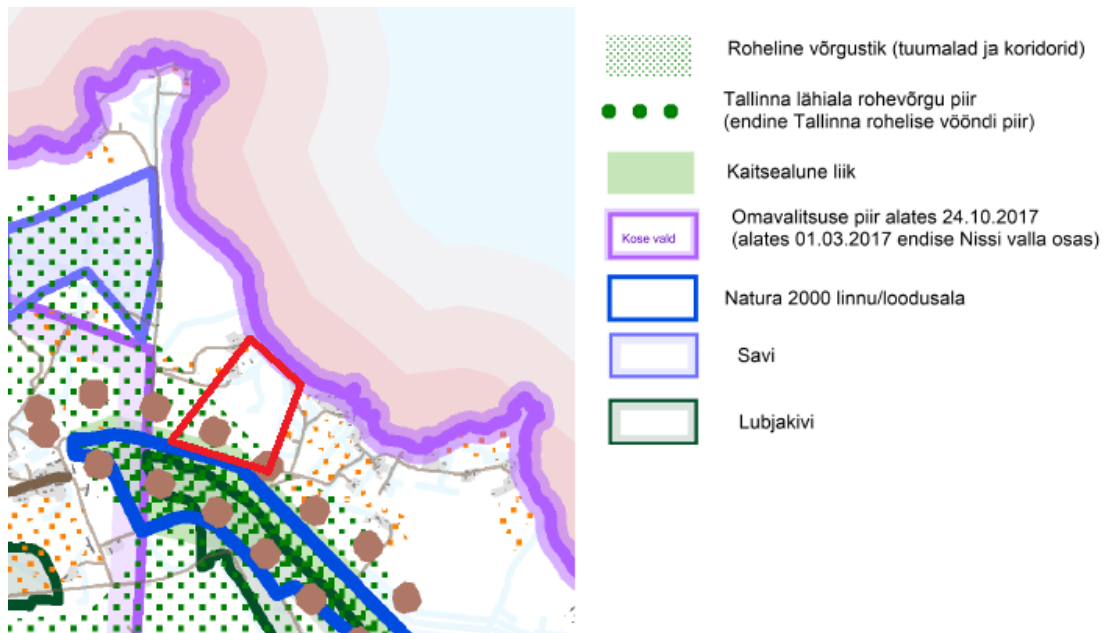 Roheline võrgustik (tuumalad ja koridorid)
Tallinna lähiala rohevõrgu piir
(endine Tallinna rohelise vööndi piir)
Kaitsealune liik
Omavalitsuse piir alates 24.10.2017
(alates 01.03.2017 endise Nissi valla osas)
Kose vald
Natura 2000 linnu/loodusala
Savi
Lubjakivi